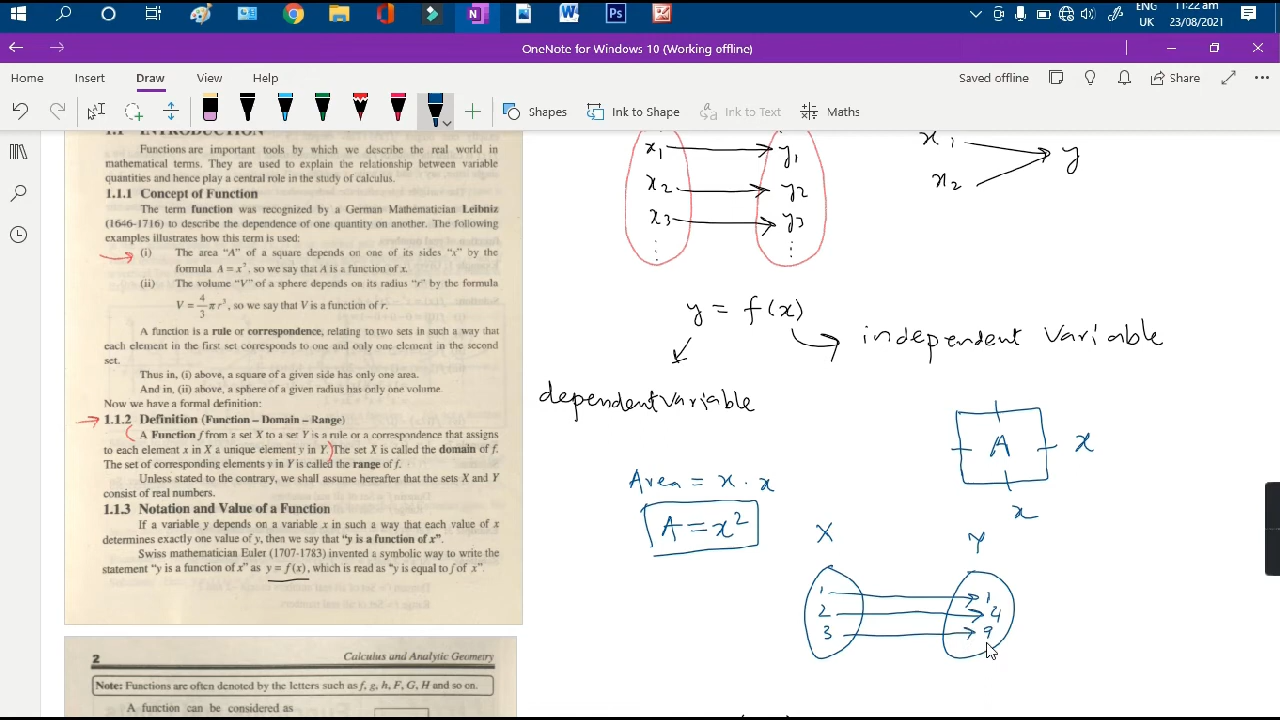 11:22 am
ENG
UK
23/08/2021
OneNote for Windows 10 (Working offline)
Home Insert Draw View Help
Saved offline
Share
Shapes
Ink to Shape
Ink to Text
Maths
1.1 INTRODUCTION
Functions are important tools by which we describe the real world in
mathematical terms. They are used to explain the relationship between variable
quantities and hence play a central role in the study of calculus.
1.1.1 Concept of Function
The term function was recognized by a German Mathematician Leibniz
(1646-1716) to describe the dependence of one quantity on another. The following
examples illustrates how this term is used:
(i) The area "A" of a square depends on one of its sides "x" by the
formula A = x², so we say that A is a function of x.
(ii) The volume "V" of a sphere depends on its radius "r" by the formula
V = 4/3 π r³, so we say that V is a function of r.
A function is a rule or correspondence, relating to two sets in such a way that
each element in the first set corresponds to one and only one element in the second
set.
Thus in, (i) above, a square of a given side has only one area.
And in, (ii) above, a sphere of a given radius has only one volume.
Now we have a formal definition:
1.1.2 Definition (Function – Domain – Range)
A Function f from a set X to a set Y is a rule or a correspondence that assigns
to each element x in X a unique element y in Y. The set X is called the domain of f.
The set of corresponding elements y in Y is called the range of f.
Unless stated to the contrary, we shall assume hereafter that the sets X and Y
consist of real numbers.
1.1.3 Notation and Value of a Function
If a variable y depends on a variable x in such a way that each value of x
determines exactly one value of y, then we say that "y is a function of x".
Swiss mathematician Euler (1707-1783) invented a symbolic way to write the
statement "y is a function of x" as y = f(x), which is read as "y is equal to f of x".
2 Calculus and Analytic Geometry
Note: Functions are often denoted by the letters such as f, g, h, F, G, H and so on.
A function can be considered as
x₁ → y₁
x₂ → y₂
x₃ → y₃
⋮ ⋮
x₁
x₂
y
y = f(x)
independent variable
dependent variable
A x
x
Area = x · x
A = x²
X Y
1 → 1
2 → 4
3 → 9